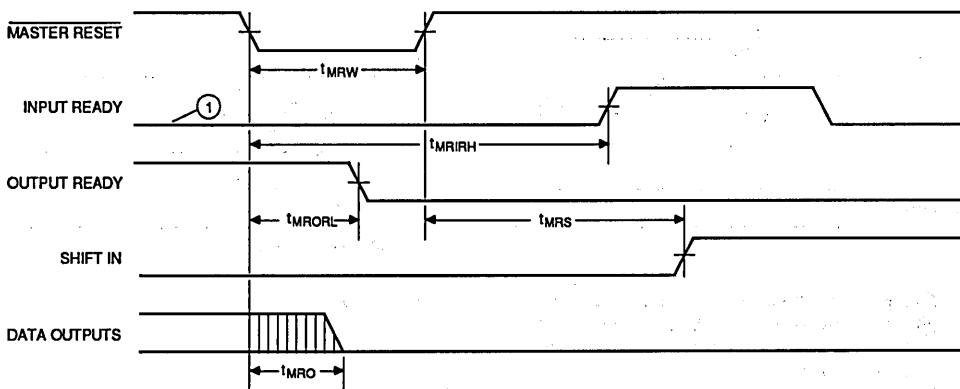 MASTER RESET
tMRW
INPUT READY
1
tMRIRH
OUTPUT READY
tMRORL
tMRS
SHIFT IN
DATA OUTPUTS
tMRO